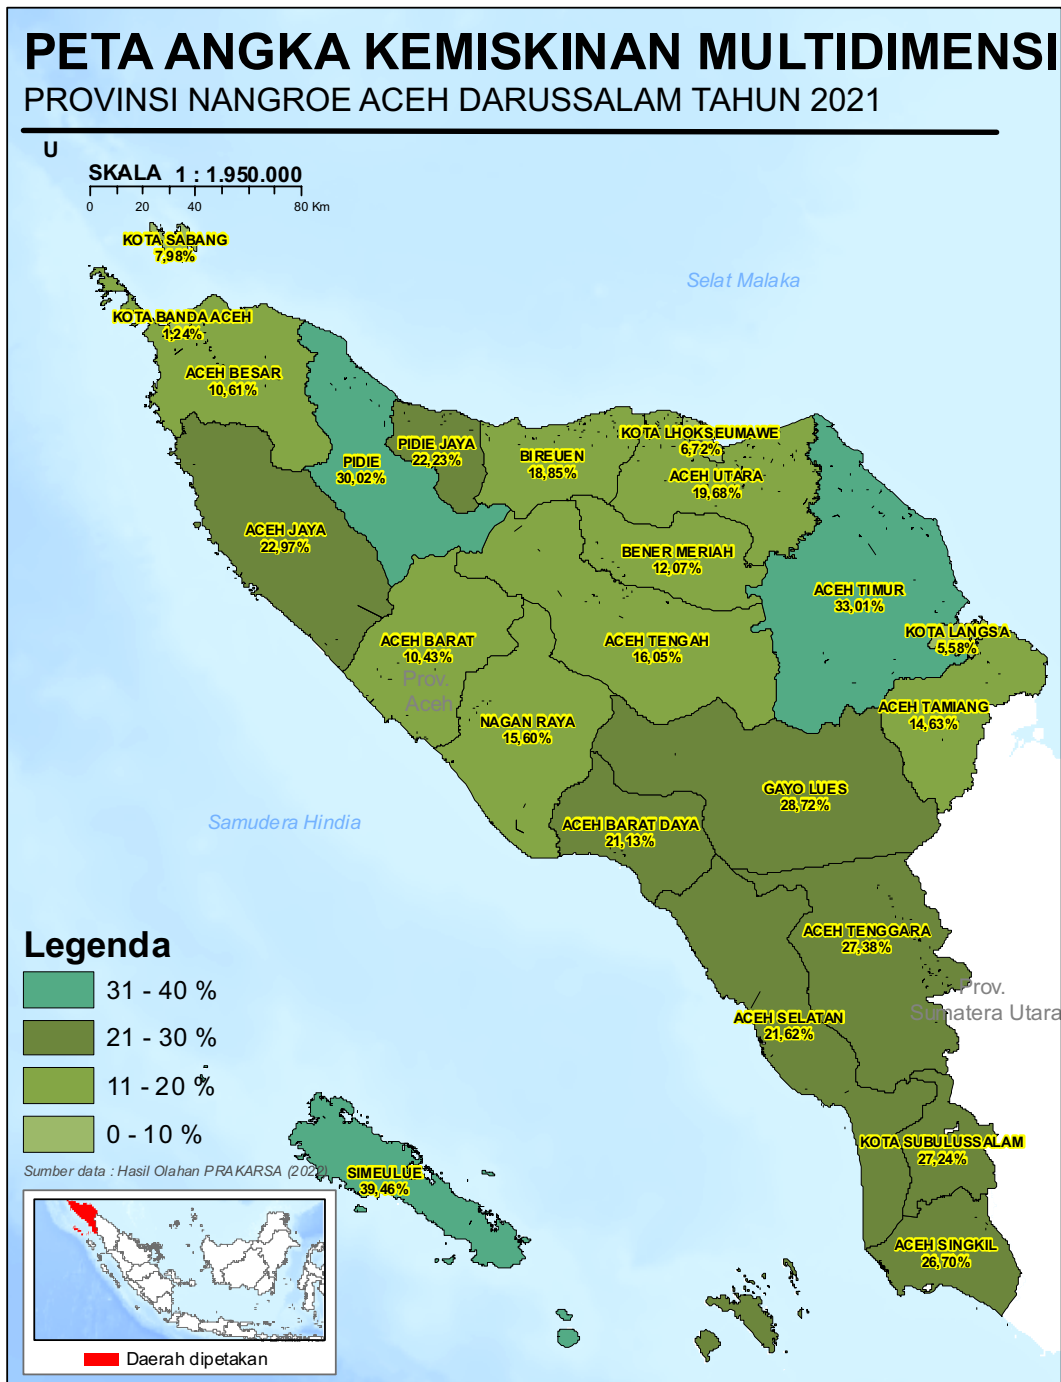 PETA ANGKA KEMISKINAN MULTIDIMENSI
PROVINSI NANGROE ACEH DARUSSALAM TAHUN 2021
U
SKALA 1 : 1.950.000
0 20 40 80 Km
KOTA SABANG
7,98%
Selat Malaka
KOTA BANDA ACEH
1,24%
ACEH BESAR
10,61%
PIDIE JAYA
22,23%
PIDIE
30,02%
BIREUEN
18,85%
KOTA LHOKSEUMAWE
6,72%
ACEH UTARA
19,68%
ACEH JAYA
22,97%
BENER MERIAH
12,07%
ACEH TIMUR
33,01%
KOTA LANGSA
5,58%
ACEH BARAT
10,43%
Prov.
Aceh
ACEH TENGAH
16,05%
ACEH TAMIANG
14,63%
NAGAN RAYA
15,60%
GAYO LUES
28,72%
Samudera Hindia
ACEH BARAT DAYA
21,13%
ACEH TENGGARA
27,38%
Prov.
Sumatera Utara
ACEH SELATAN
21,62%
KOTA SUBULUSSALAM
27,24%
SIMEULUE
39,46%
ACEH SINGKIL
26,70%
Legenda
31 - 40 %
21 - 30 %
11 - 20 %
0 - 10 %
Sumber data : Hasil Olahan PRAKARSA (2022)
Daerah dipetakan